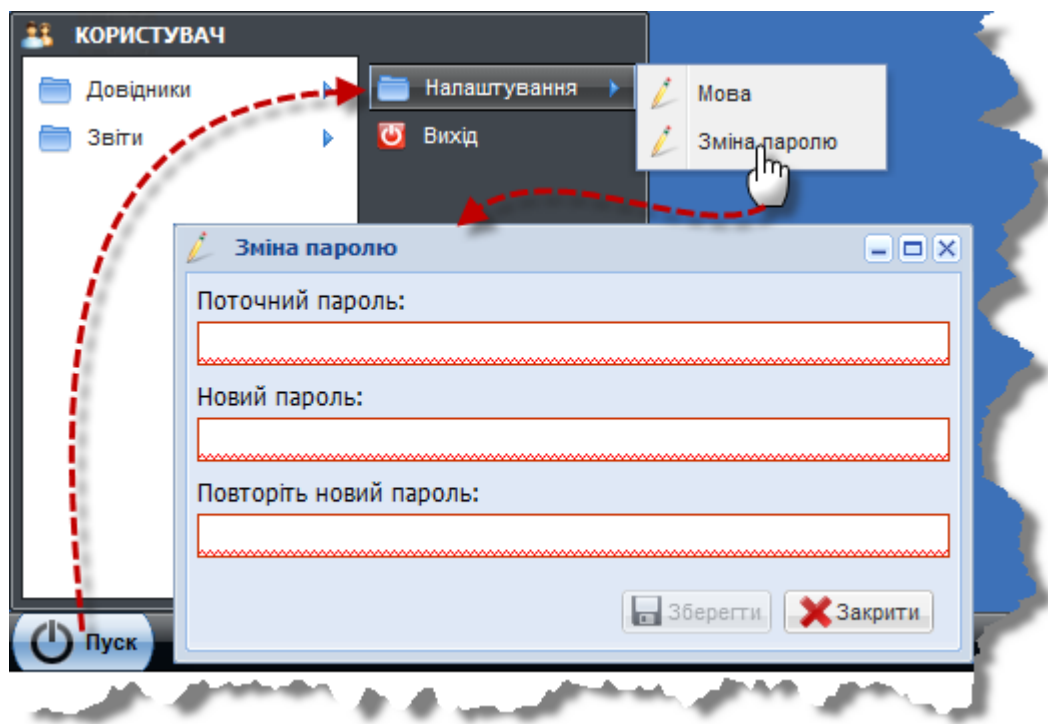 КОРИСТУВАЧ
Довідники
Налаштування
Мова
Звіти
Вихід
Зміна паролю
Зміна паролю
Поточний пароль:
Новий пароль:
Повторіть новий пароль:
Зберегти
Закрити
Пуск